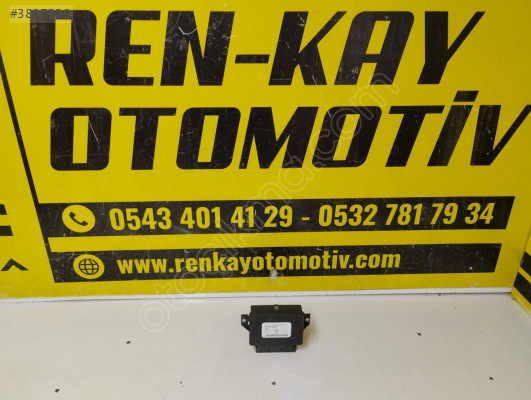 REN-KAY
OTOMOTİV
0543 401 41 29 - 0532 781 79 34
www.renkayotomotiv.com